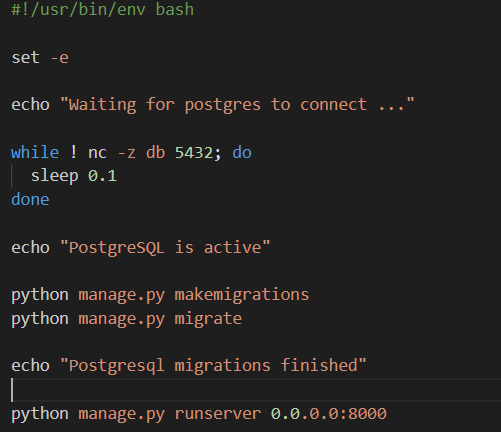 #!/usr/bin/env bash
set -e
echo "Waiting for postgres to connect ..."
while ! nc -z db 5432; do
  sleep 0.1
done
echo "PostgreSQL is active"
python manage.py makemigrations
python manage.py migrate
echo "Postgresql migrations finished"
python manage.py runserver 0.0.0.0:8000